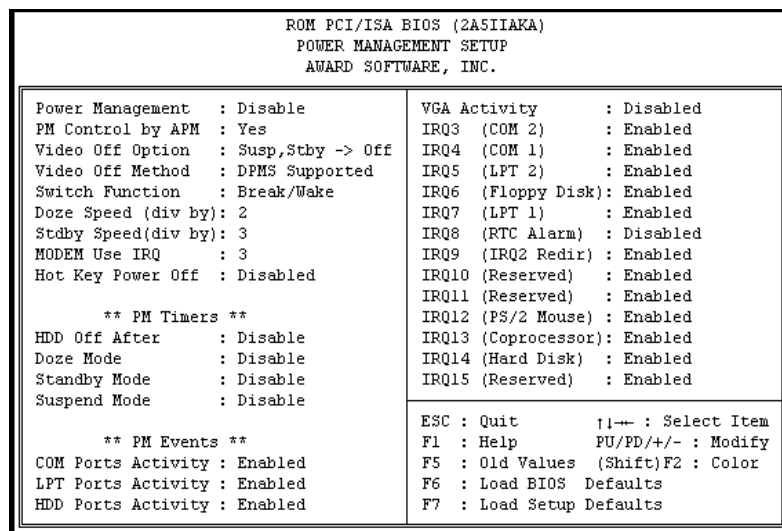 ROM PCI/ISA BIOS (2A5IIAKA)
POWER MANAGEMENT SETUP
AWARD SOFTWARE, INC.
Power Management : Disable
PM Control by APM : Yes
Video Off Option : Susp,Stby -> Off
Video Off Method : DPMS Supported
Switch Function : Break/Wake
Doze Speed (div by): 2
Stdby Speed(div by): 3
MODEM Use IRQ : 3
Hot Key Power Off : Disabled
** PM Timers **
HDD Off After : Disable
Doze Mode : Disable
Standby Mode : Disable
Suspend Mode : Disable
** PM Events **
COM Ports Activity : Enabled
LPT Ports Activity : Enabled
HDD Ports Activity : Enabled
VGA Activity : Disabled
IRQ3 (COM 2) : Enabled
IRQ4 (COM 1) : Enabled
IRQ5 (LPT 2) : Enabled
IRQ6 (Floppy Disk): Enabled
IRQ7 (LPT 1) : Enabled
IRQ8 (RTC Alarm) : Disabled
IRQ9 (IRQ2 Redir) : Enabled
IRQ10 (Reserved) : Enabled
IRQ11 (Reserved) : Enabled
IRQ12 (PS/2 Mouse) : Enabled
IRQ13 (Coprocessor): Enabled
IRQ14 (Hard Disk) : Enabled
IRQ15 (Reserved) : Enabled
ESC : Quit ↑↓→← : Select Item
F1 : Help PU/PD/+/- : Modify
F5 : Old Values (Shift)F2 : Color
F6 : Load BIOS Defaults
F7 : Load Setup Defaults